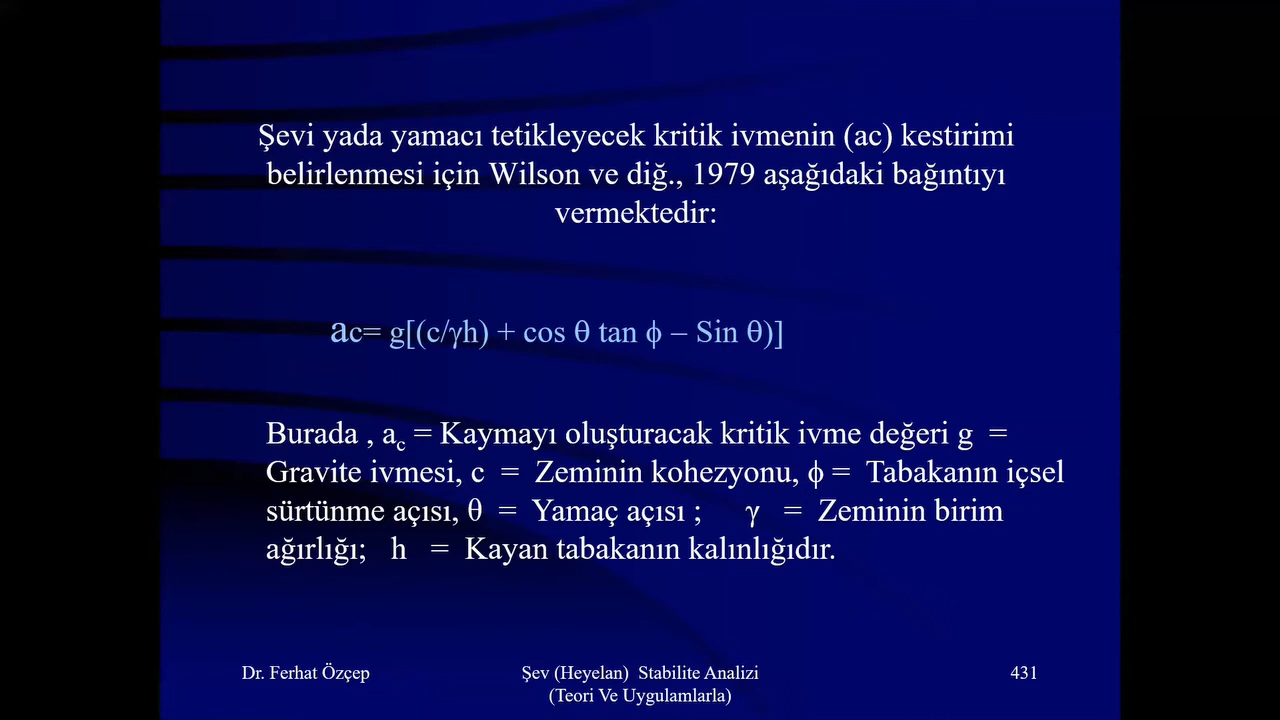 Şevi yada yamacı tetikleyecek kritik ivmenin (ac) kestirimi
belirlenmesi için Wilson ve diğ., 1979 aşağıdaki bağıntıyı
vermektedir:
ac= g[(c/γh) + cos θ tan ϕ – Sin θ)]
Burada , ac = Kaymayı oluşturacak kritik ivme değeri g =
Gravite ivmesi, c = Zeminin kohezyonu, ϕ = Tabakanın içsel
sürtünme açısı, θ = Yamaç açısı ; γ = Zeminin birim
ağırlığı; h = Kayan tabakanın kalınlığıdır.
Dr. Ferhat Özçep
Şev (Heyelan) Stabilite Analizi
(Teori Ve Uygulamlarla)
431